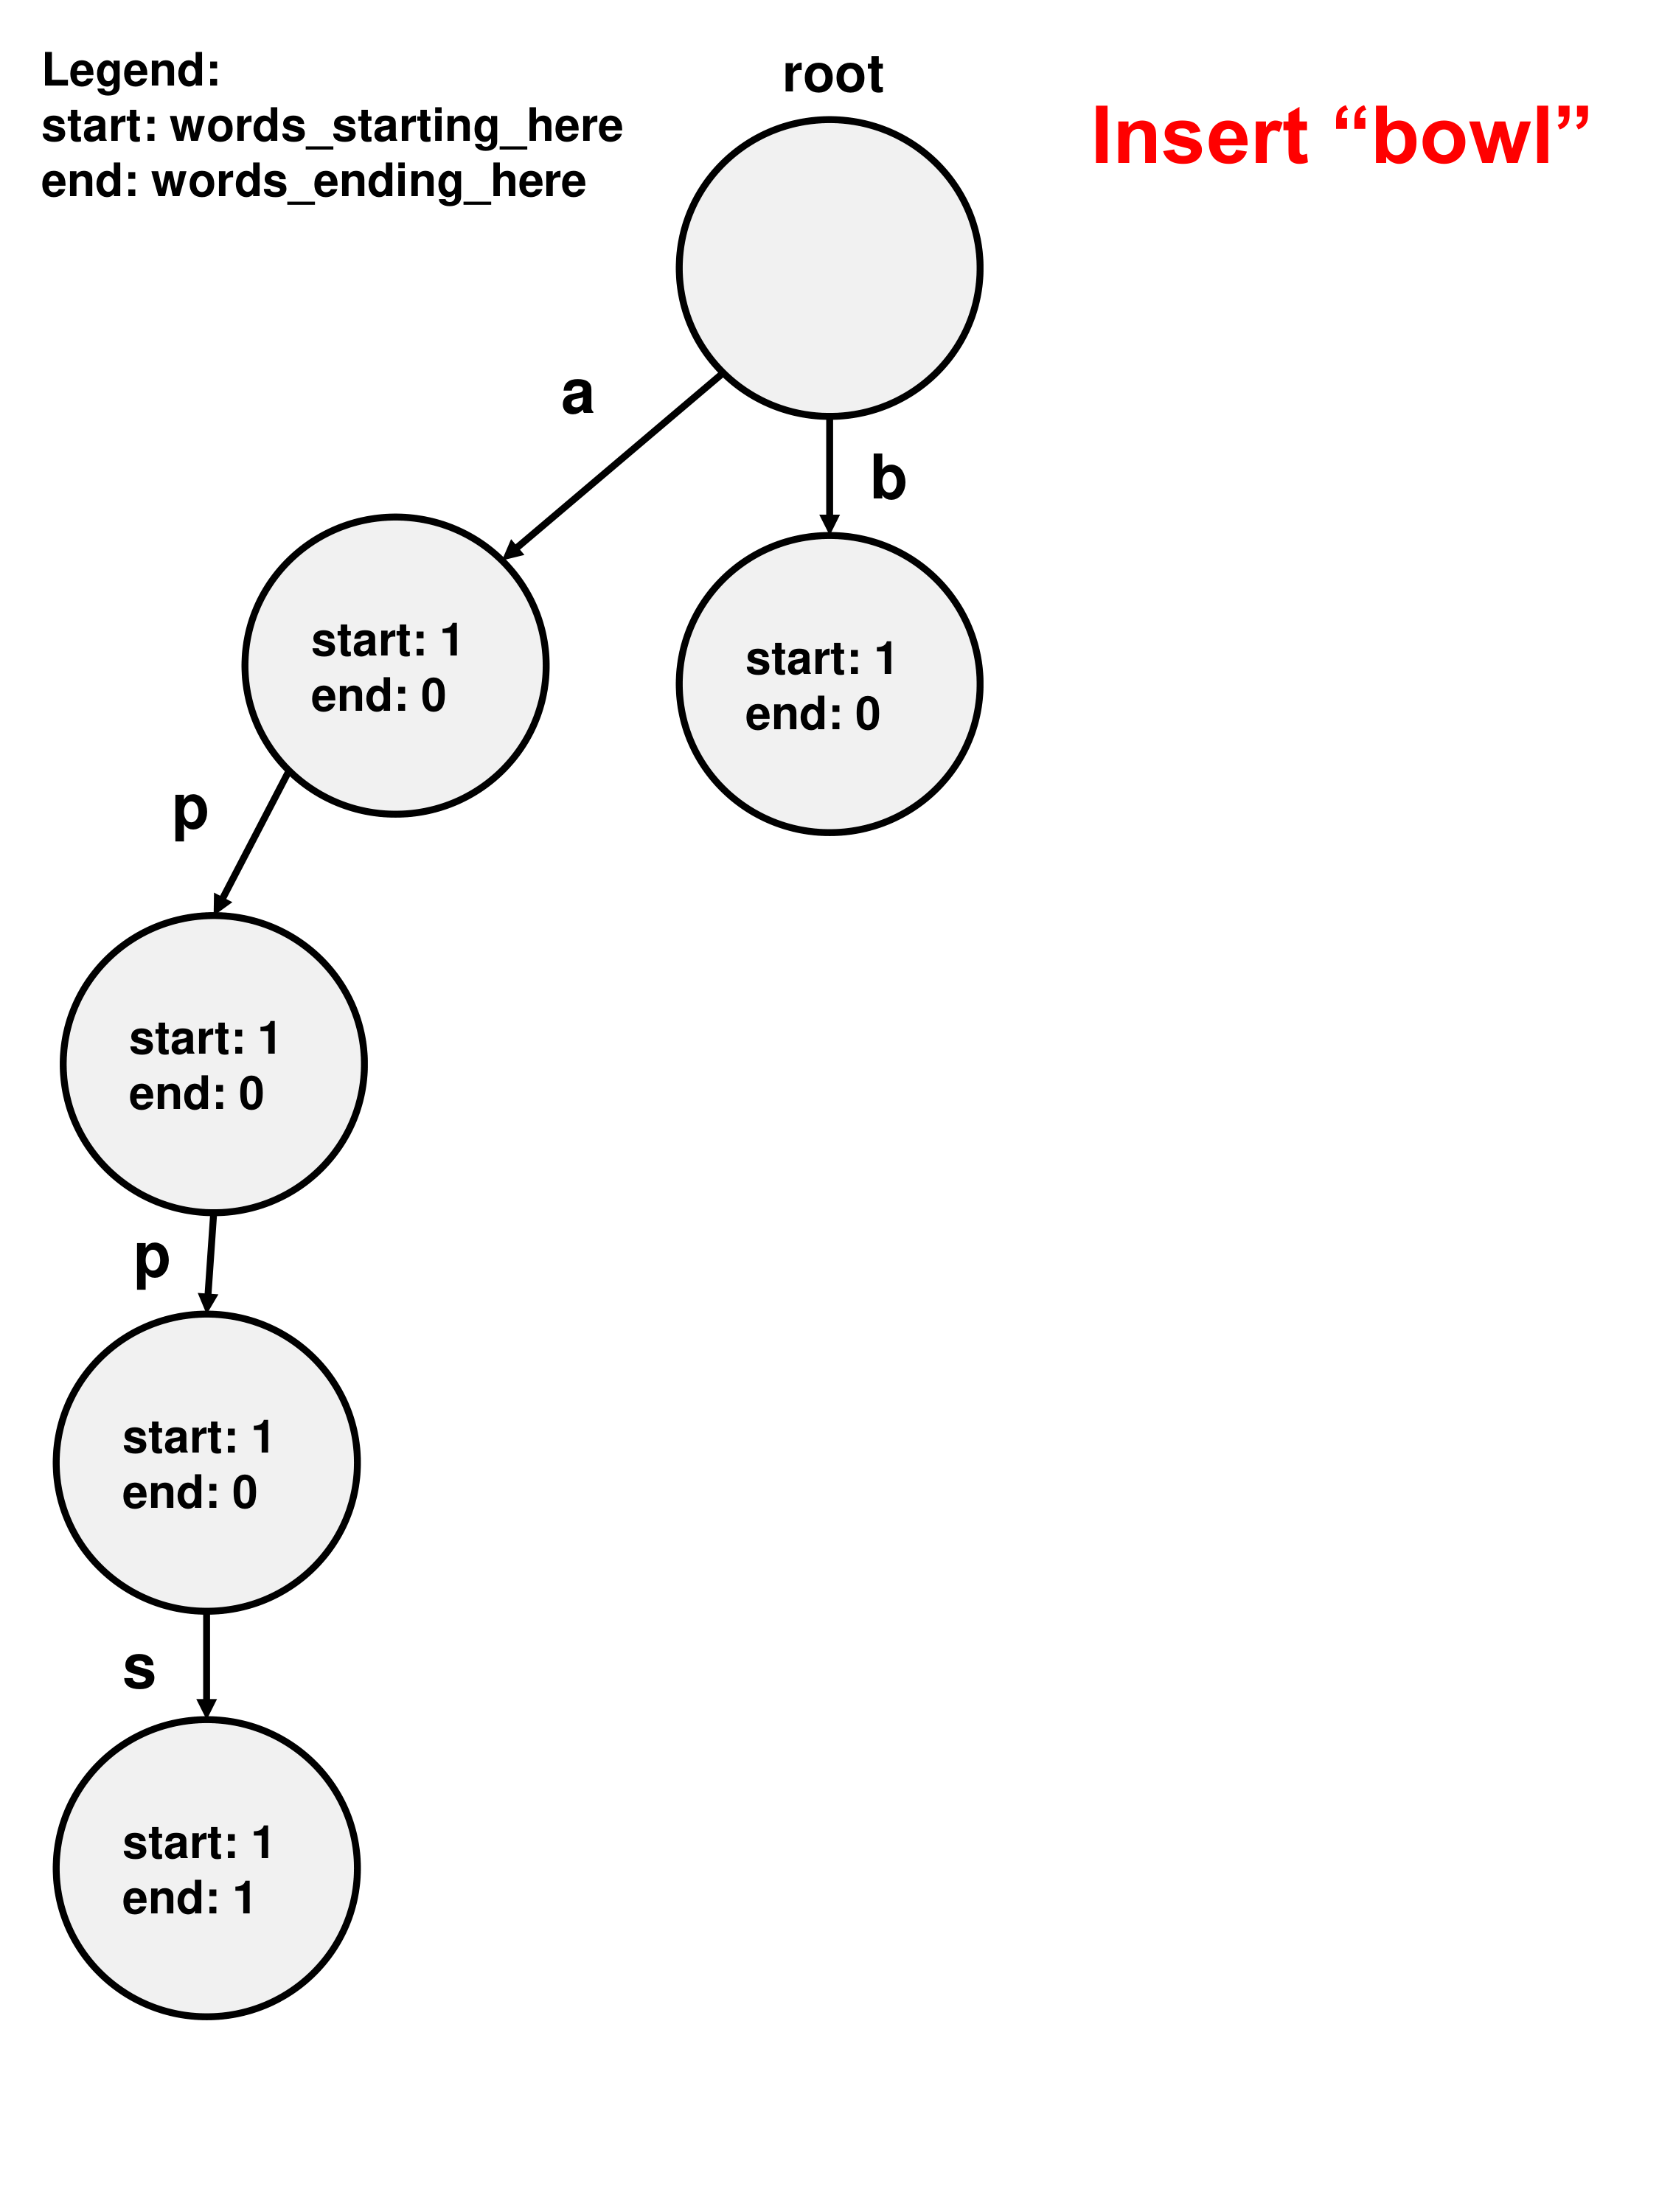 Legend:
start: words_starting_here
end: words_ending_here
root
Insert “bowl”
a
b
start: 1
end: 0
start: 1
end: 0
p
start: 1
end: 0
p
start: 1
end: 0
s
start: 1
end: 1